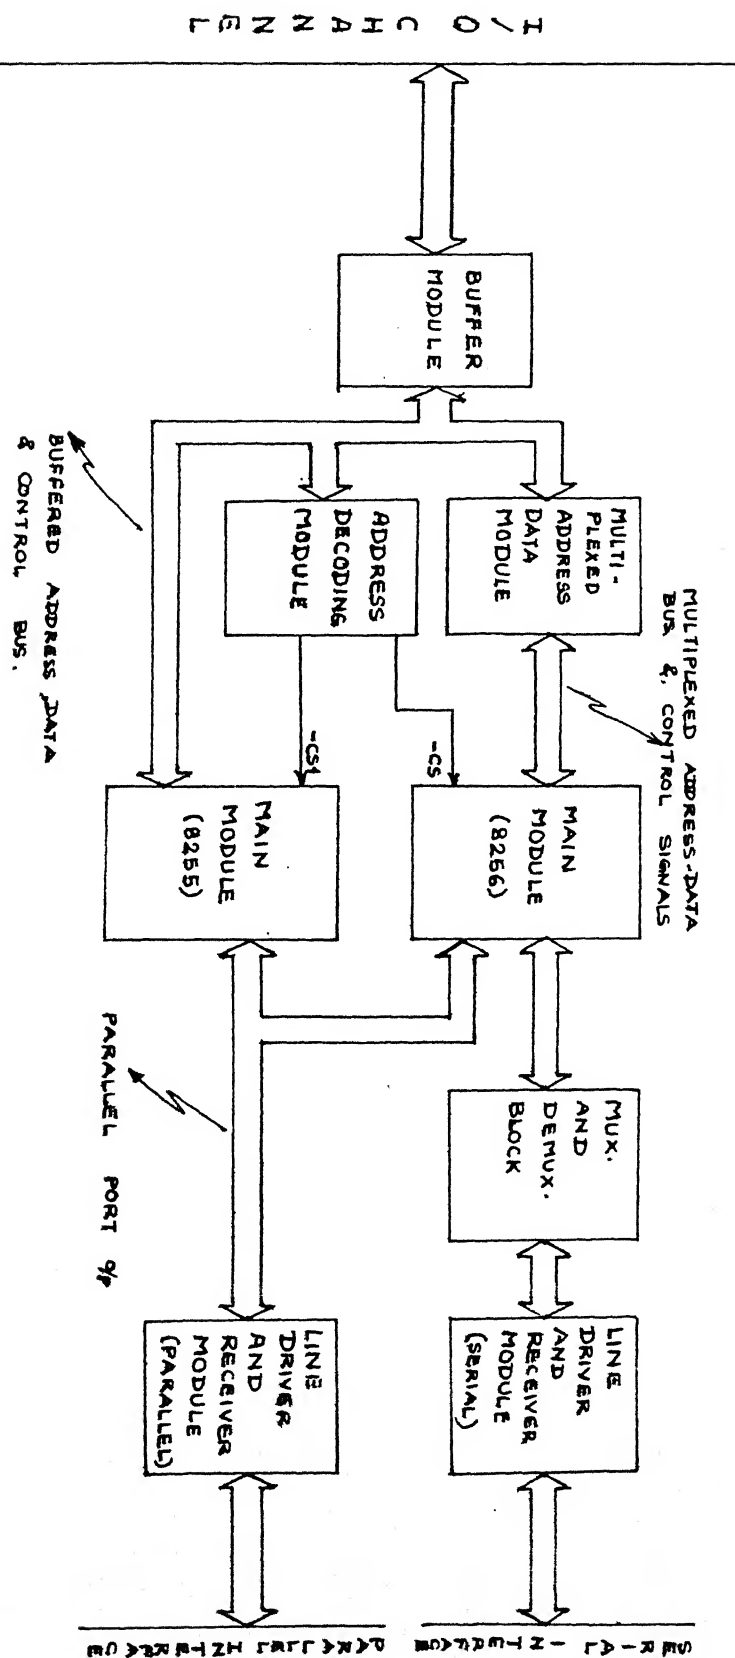 I/O CHANNEL
BUFFER
MODULE
MULTI-
PLEXED
ADDRESS
DATA
MODULE
MULTIPLEXED ADDRESS-DATA
BUS & CONTROL SIGNALS
ADDRESS
DECODING
MODULE
BUFFERED ADDRESS, DATA
& CONTROL BUS.
-CS
-CS1
MAIN
MODULE
(8256)
MAIN
MODULE
(8255)
MUX.
AND
DEMUX.
BLOCK
PARALLEL PORT O/P
LINE
DRIVER
AND
RECEIVER
MODULE
(SERIAL)
LINE
DRIVER
AND
RECEIVER
MODULE
(PARALLEL)
SERIAL INTERFACE
PARALLEL INTERFACE